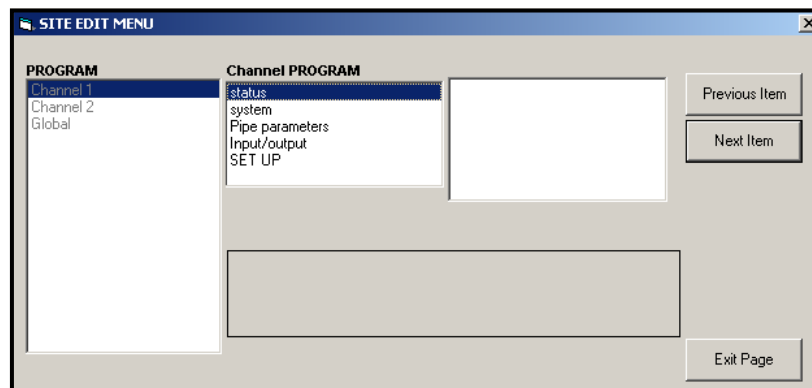 SITE EDIT MENU
PROGRAM
Channel 1
Channel 2
Global
Channel PROGRAM
status
system
Pipe parameters
Input/output
SET UP
Previous Item
Next Item
Exit Page